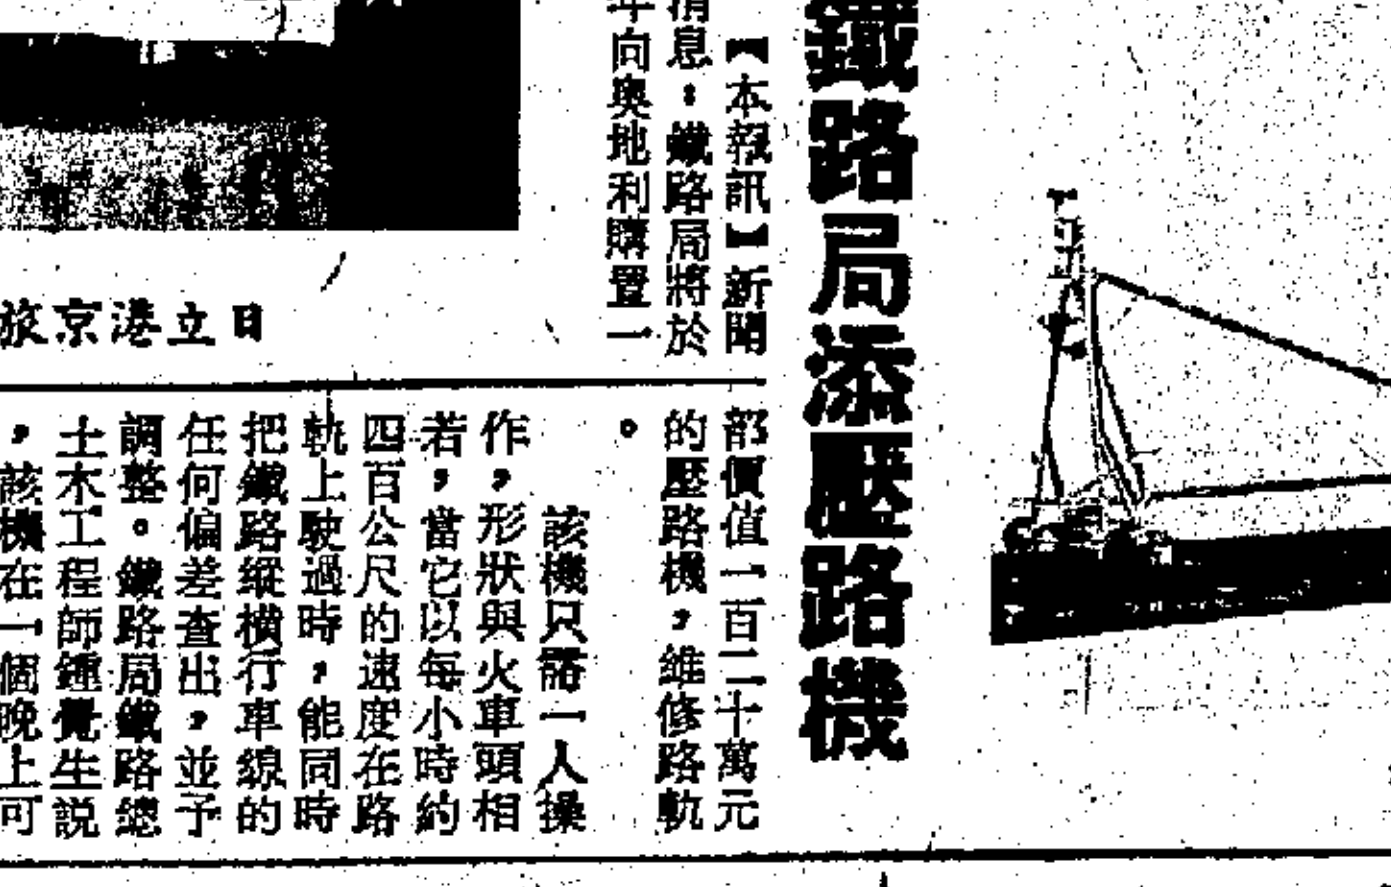 鐵路局添壓路機
【本報訊】新聞
消息：鐵路局將於
年向奧地利購置一
部價值一百二十萬元
的壓路機，維修路軌
。
該機只需一人操
作，形狀與火車頭相
若，當它以每小時約
四百公尺的速度在路
軌上駛過時，能同時
把鐵路縱橫行車線的
任何偏差查出，並予
調整。鐵路局鐵路總
土木工程師鍾覺生説
，該機在一個晚上可
旅京港立日